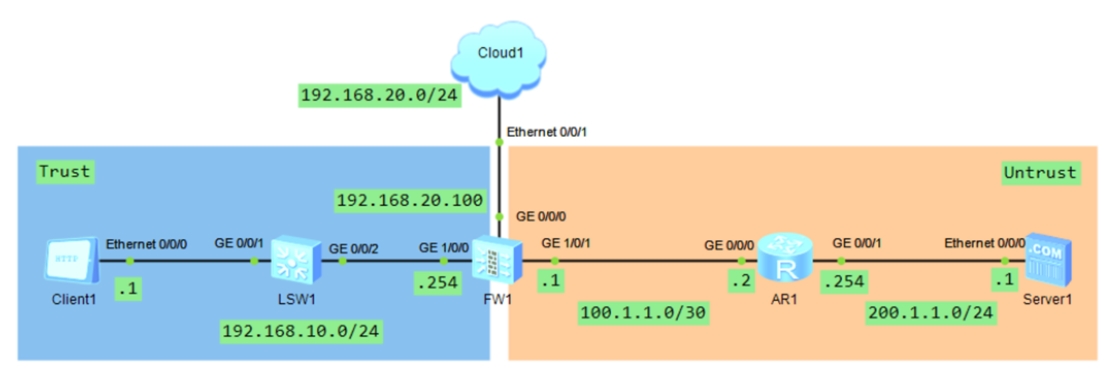 Cloud1
192.168.20.0/24
Ethernet 0/0/1
Trust
Untrust
192.168.20.100
GE 0/0/0
HTTP
Ethernet 0/0/0
GE 0/0/1
GE 0/0/2
GE 1/0/0
GE 1/0/1
GE 0/0/0
GE 0/0/1
Ethernet 0/0/0
.COM
R
.1
.254
.1
.2
.254
.1
Client1
LSW1
FW1
AR1
Server1
192.168.10.0/24
100.1.1.0/30
200.1.1.0/24